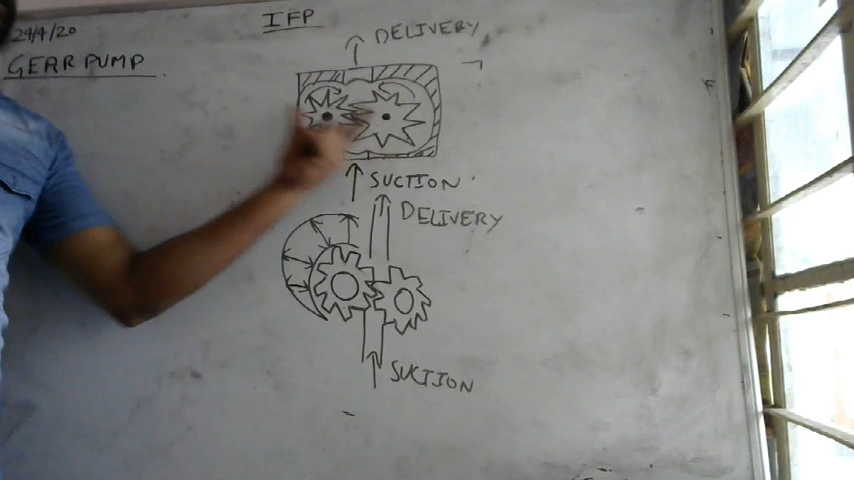 24/4/20
IFP
GEAR PUMP
DELIVERY
SUCTION
DELIVERY
SUCTION